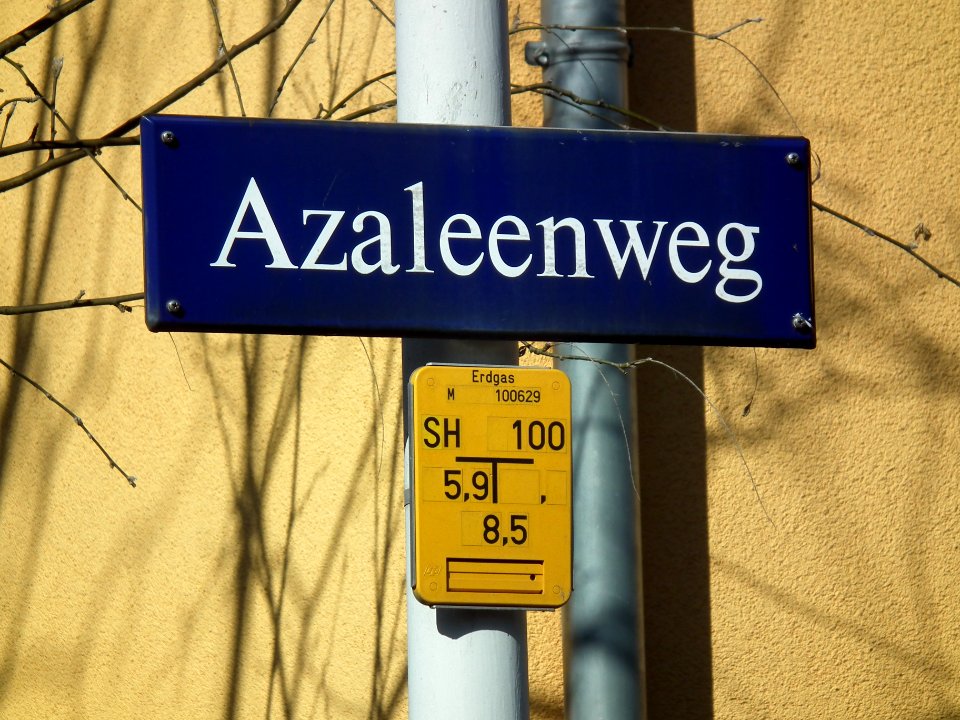 Azaleenweg
Erdgas
M 100629
SH 100
5,9 ,
8,5